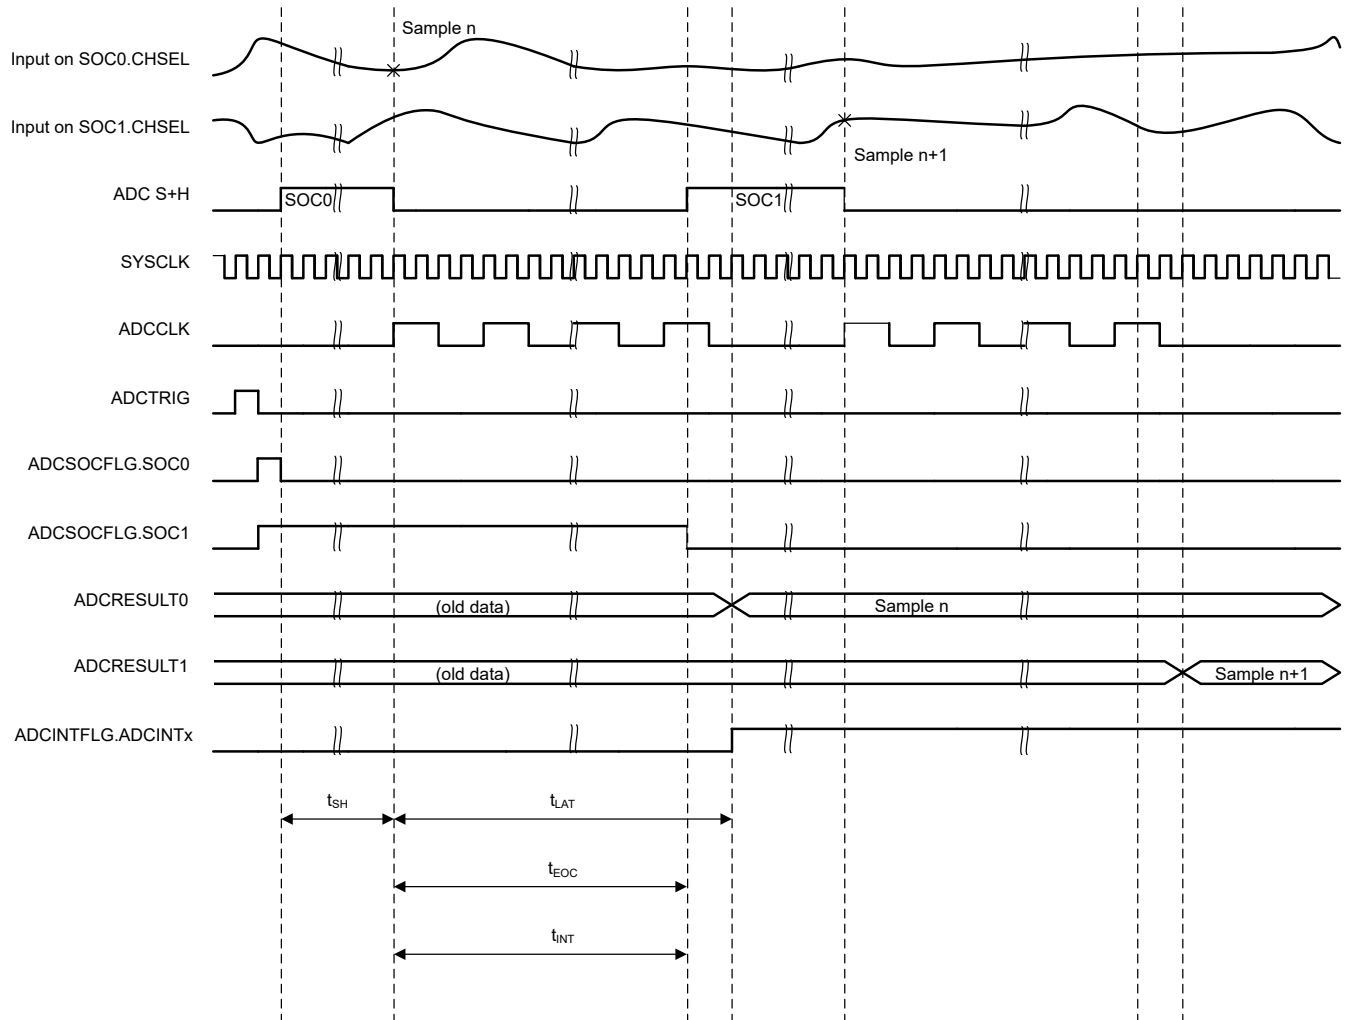 Sample n
Input on SOC0.CHSEL
Input on SOC1.CHSEL
Sample n+1
ADC S+H
SOC0
SOC1
SYSCLK
ADCCLK
ADCTRIG
ADCSOCFLG.SOC0
ADCSOCFLG.SOC1
ADCRESULT0
(old data)
Sample n
ADCRESULT1
(old data)
Sample n+1
ADCINTFLG.ADCINTx
tSH
tLAT
tEOC
tINT